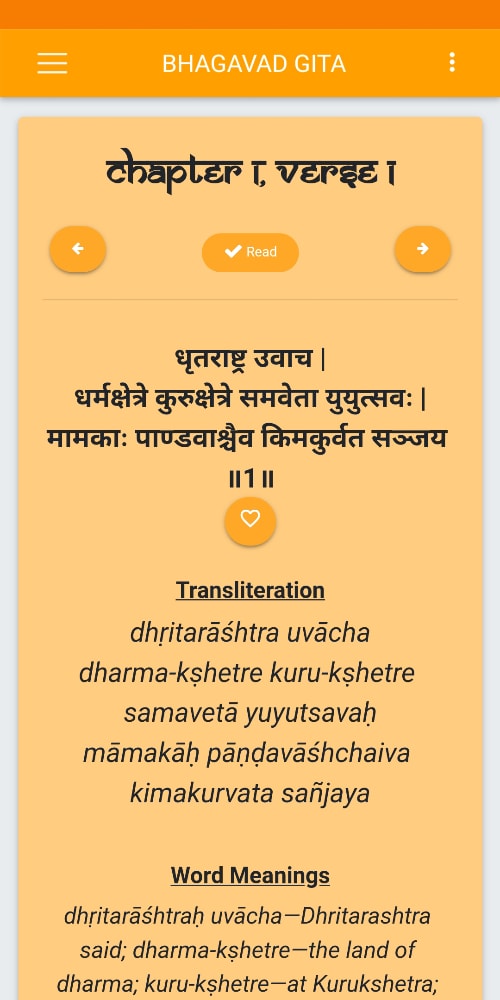 BHAGAVAD GITA
Chapter 1, Verse 1
Read
धृतराष्ट्र उवाच |
धर्मक्षेत्रे कुरुक्षेत्रे समवेता युयुत्सवः |
मामकाः पाण्डवाश्चैव किमकुर्वत सञ्जय
॥1॥
Transliteration
dhṛitarāśhtra uvācha
dharma-kṣhetre kuru-kṣhetre
samavetā yuyutsavaḥ
māmakāḥ pāṇḍavāśhchaiva
kimakurvata sañjaya
Word Meanings
dhṛitarāśhtraḥ uvācha—Dhritarashtra
said; dharma-kṣhetre—the land of
dharma; kuru-kṣhetre—at Kurukshetra;